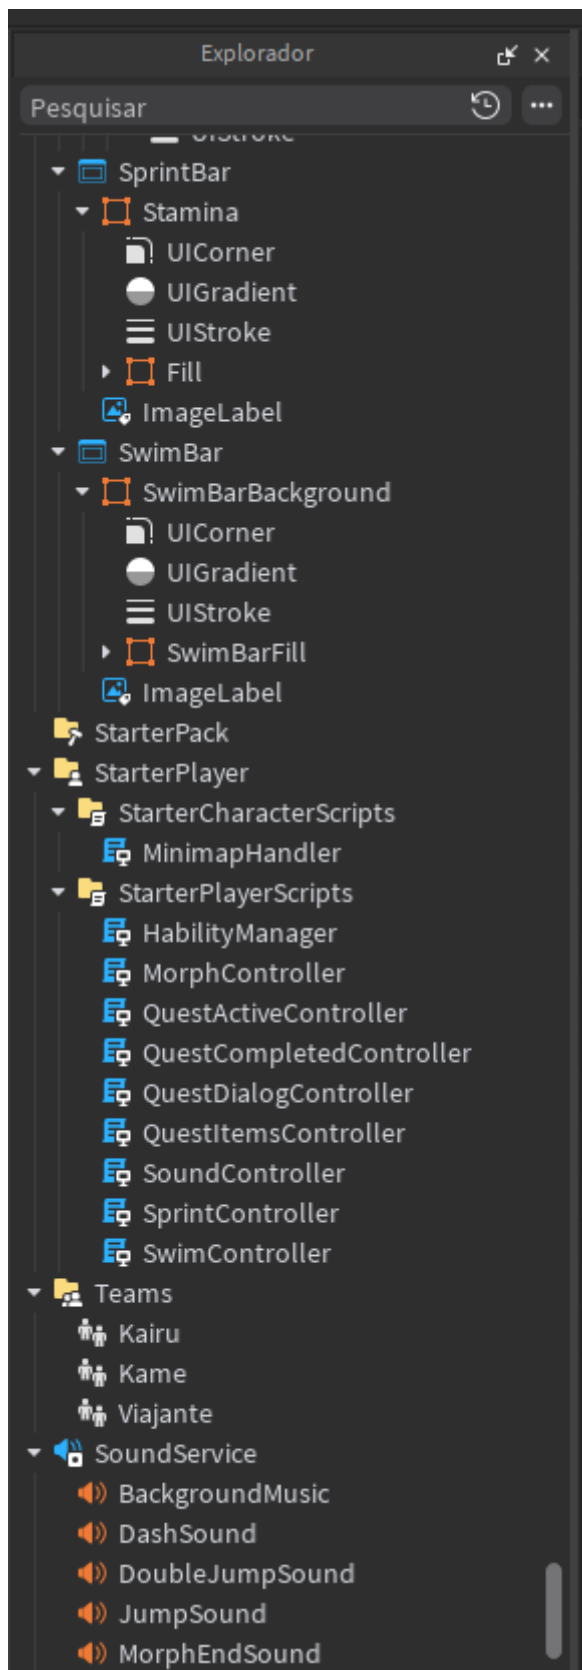 Explorador
Pesquisar
UIStroke
SprintBar
Stamina
UICorner
UIGradient
UIStroke
Fill
ImageLabel
SwimBar
SwimBarBackground
UICorner
UIGradient
UIStroke
SwimBarFill
ImageLabel
StarterPack
StarterPlayer
StarterCharacterScripts
MinimapHandler
StarterPlayerScripts
HabilityManager
MorphController
QuestActiveController
QuestCompletedController
QuestDialogController
QuestItemsController
SoundController
SprintController
SwimController
Teams
Kairu
Kame
Viajante
SoundService
BackgroundMusic
DashSound
DoubleJumpSound
JumpSound
MorphEndSound